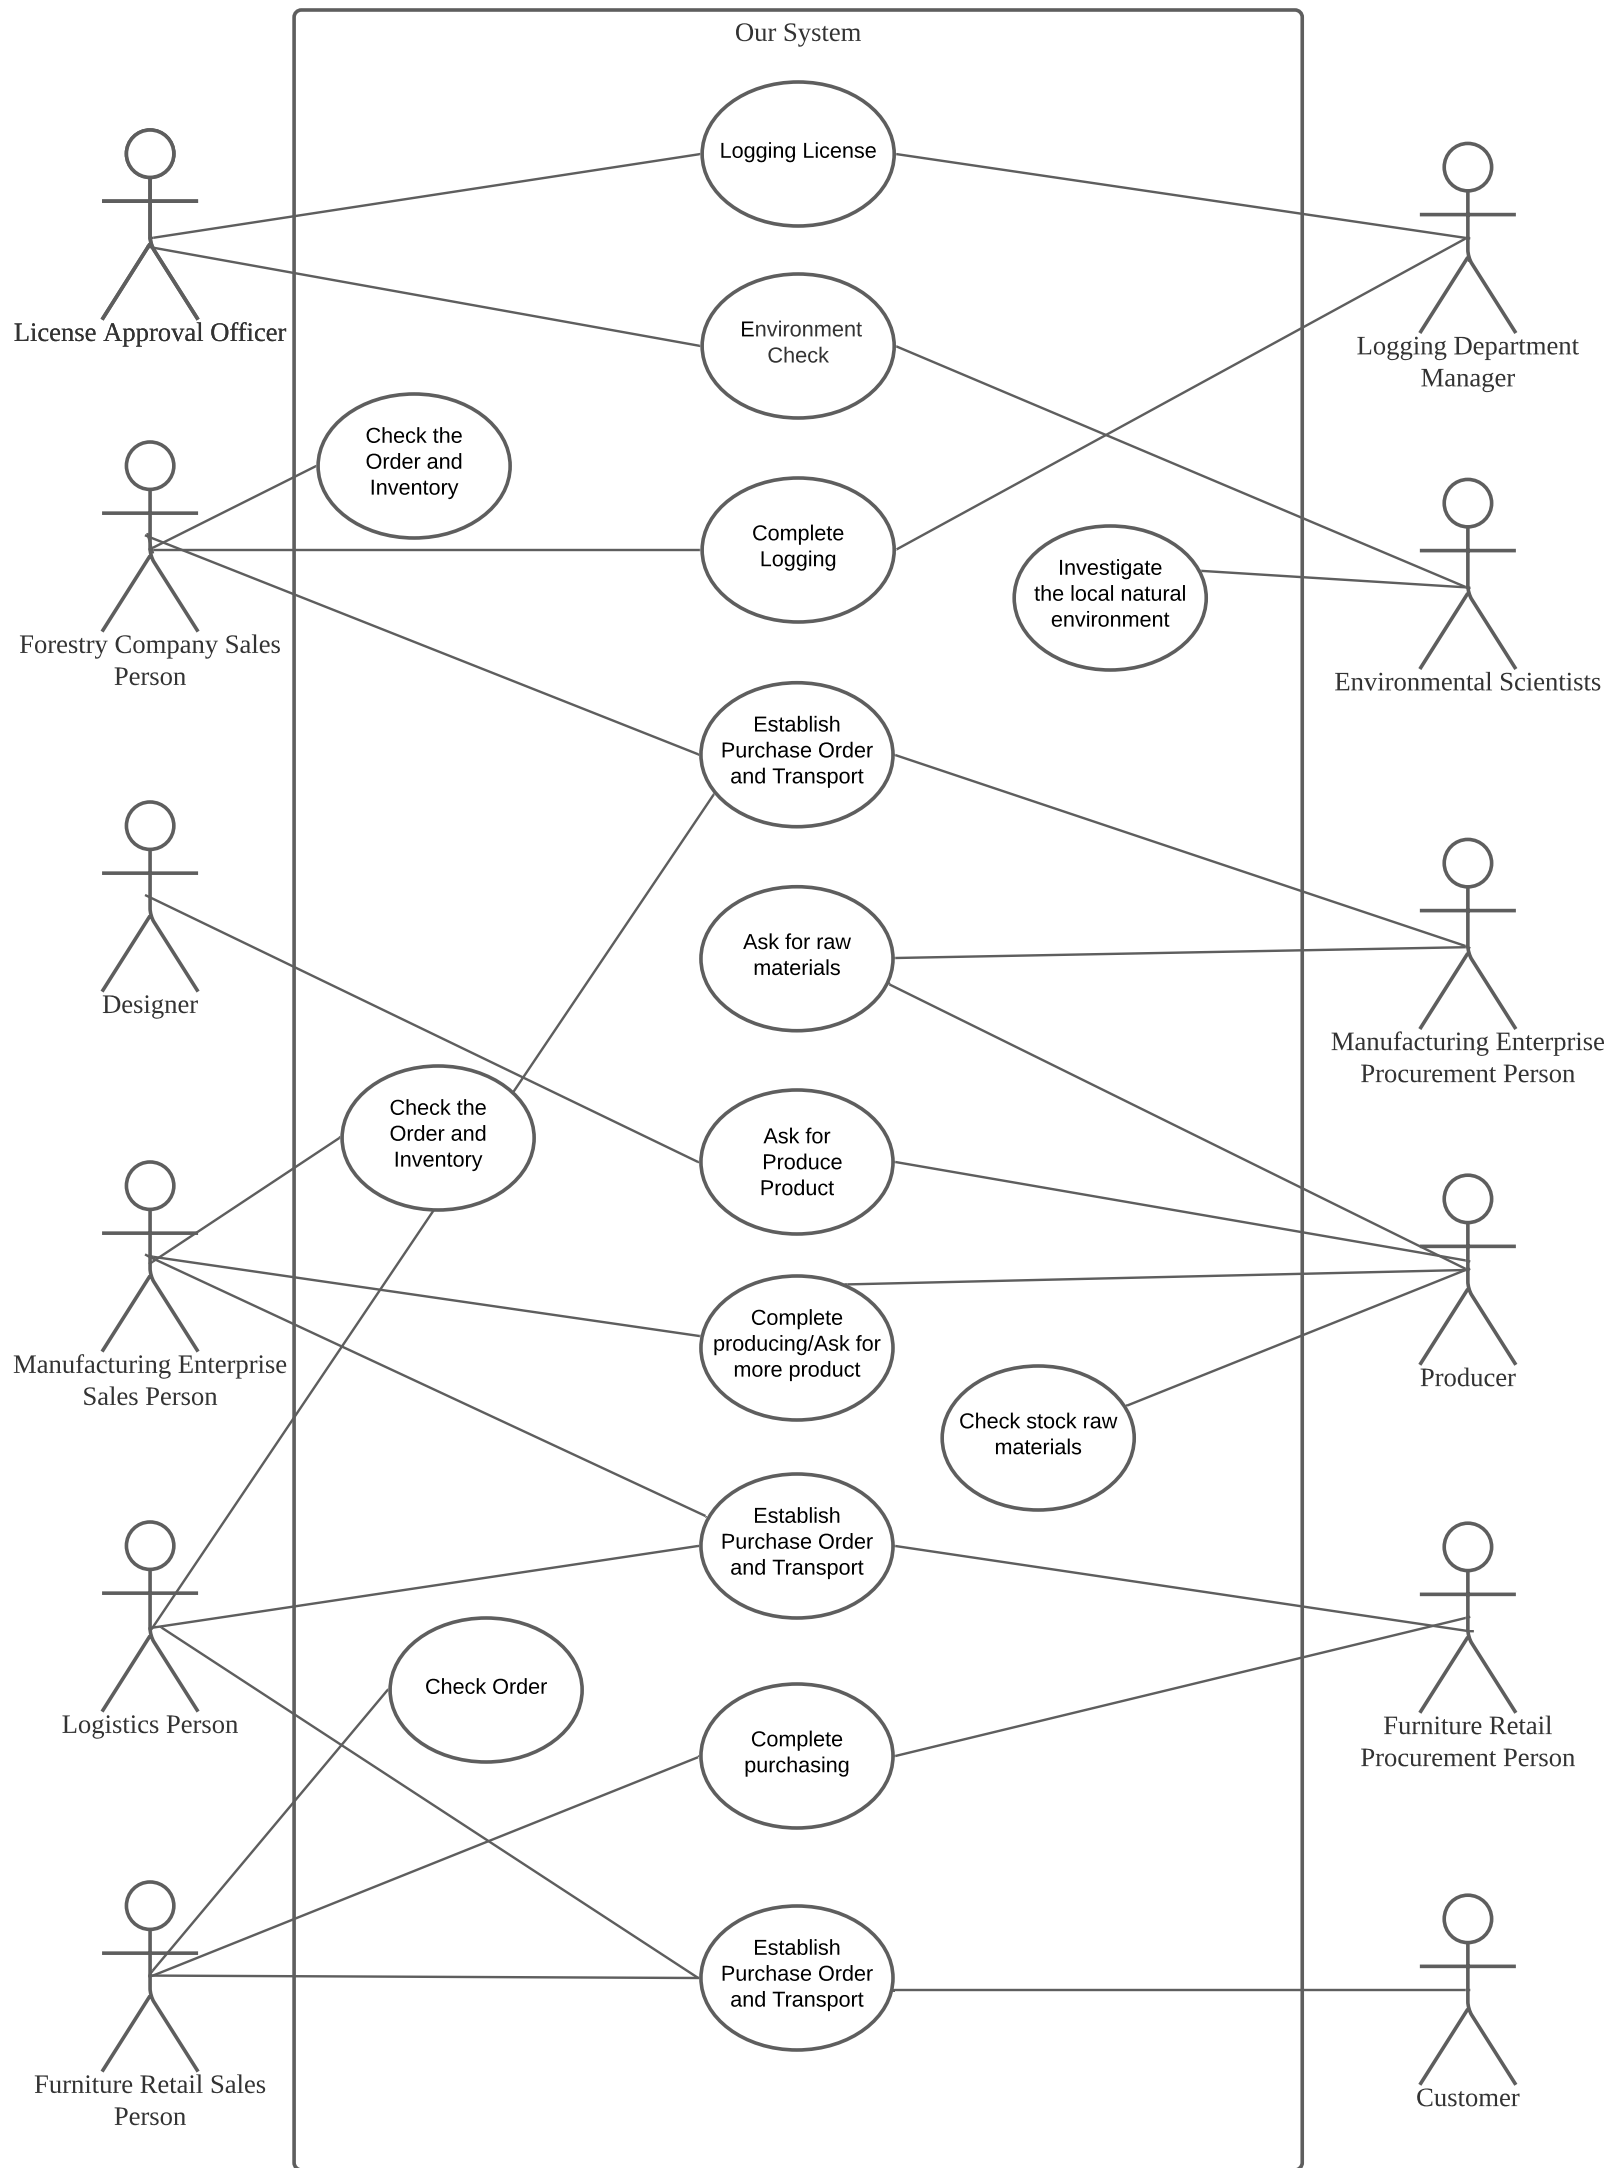 Our System
Logging License
License Approval Officer
Environment
Check
Logging Department
Manager
Check the
Order and
Inventory
Complete
Logging
Investigate
the local natural
environment
Forestry Company Sales
Person
Environmental Scientists
Establish
Purchase Order
and Transport
Ask for raw
materials
Designer
Manufacturing Enterprise
Procurement Person
Check the
Order and
Inventory
Ask for
Produce
Product
Complete
producing/Ask for
more product
Manufacturing Enterprise
Sales Person
Producer
Check stock raw
materials
Establish
Purchase Order
and Transport
Check Order
Logistics Person
Complete
purchasing
Furniture Retail
Procurement Person
Establish
Purchase Order
and Transport
Furniture Retail Sales
Person
Customer